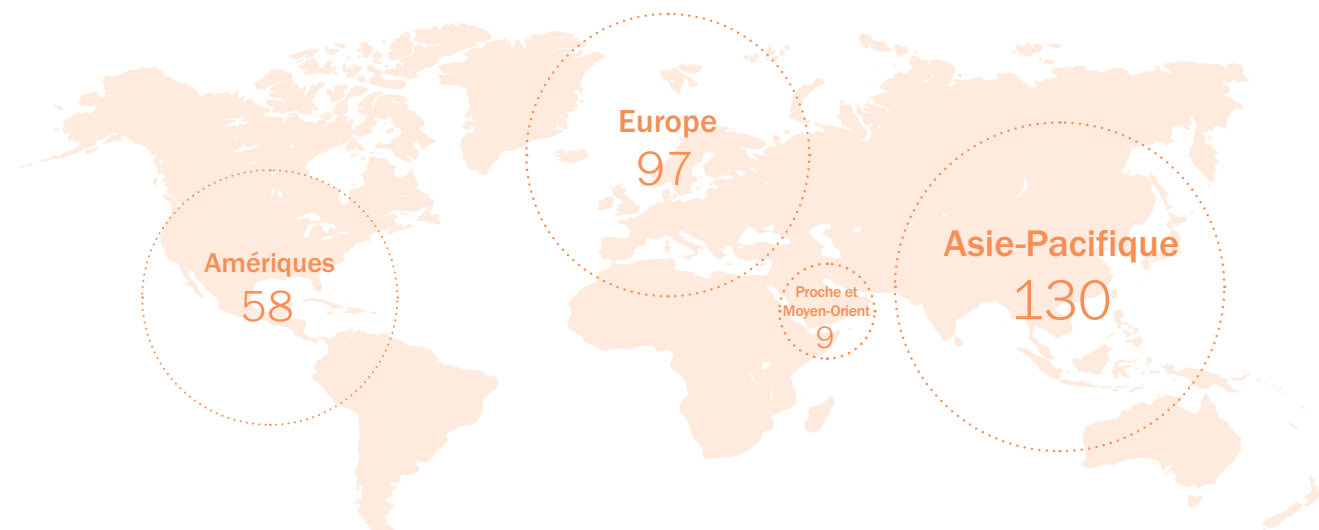 Europe
97
Amériques
58
Proche et
Moyen-Orient
9
Asie-Pacifique
130